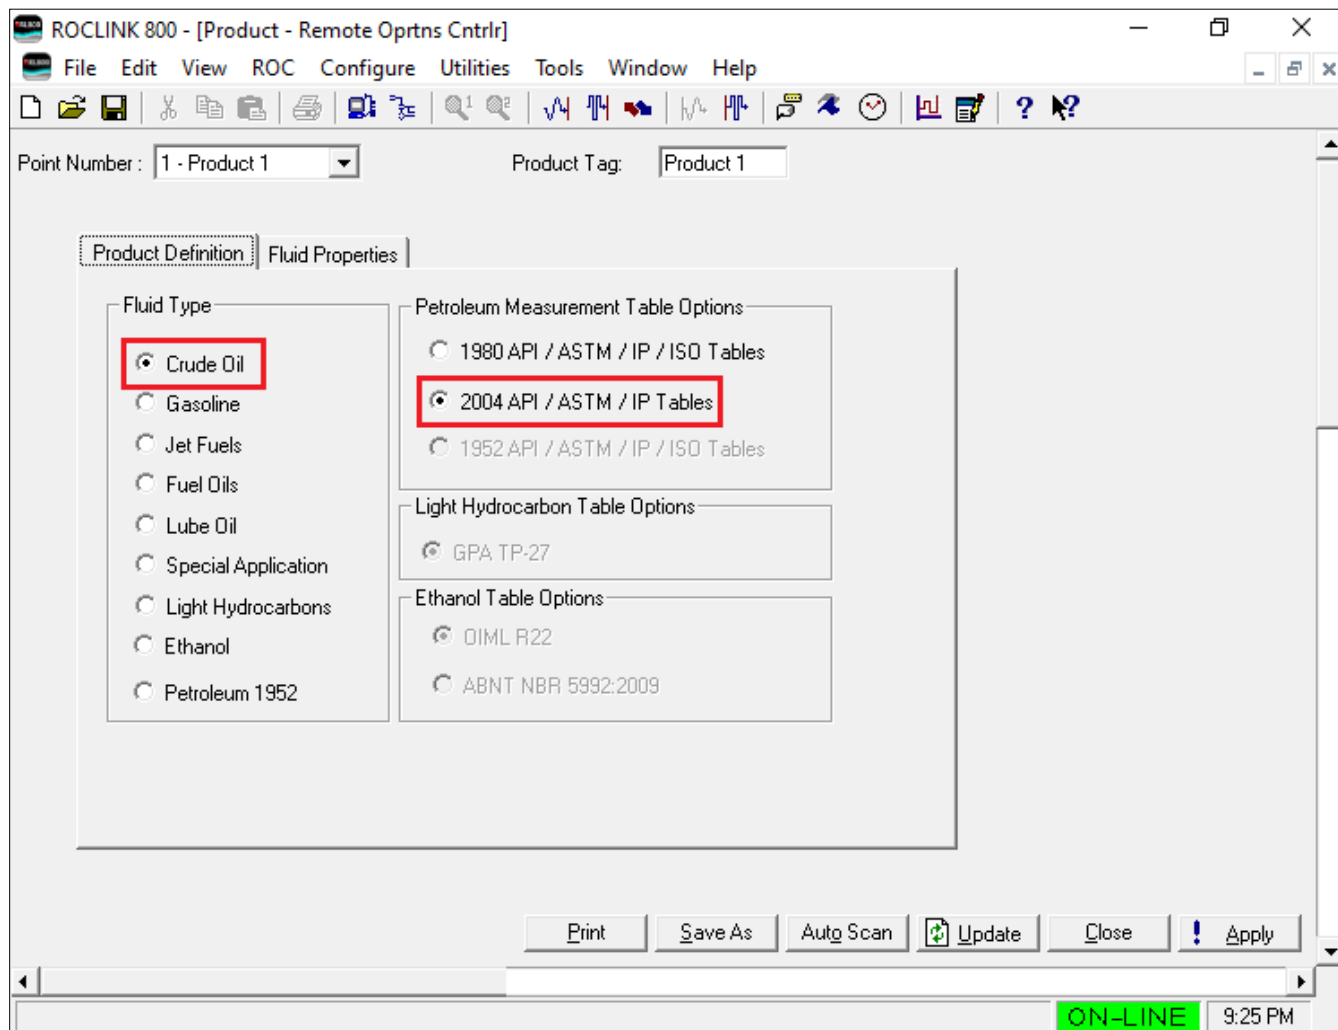 ROCLINK 800 - [Product - Remote Oprtns Cntrlr]
File Edit View ROC Configure Utilities Tools Window Help
Point Number : 1 - Product 1 Product Tag: Product 1
Product Definition Fluid Properties
Fluid Type
Crude Oil
Gasoline
Jet Fuels
Fuel Oils
Lube Oil
Special Application
Light Hydrocarbons
Ethanol
Petroleum 1952
Petroleum Measurement Table Options
1980 API / ASTM / IP / ISO Tables
2004 API / ASTM / IP Tables
1952 API / ASTM / IP / ISO Tables
Light Hydrocarbon Table Options
GPA TP-27
Ethanol Table Options
OIML R22
ABNT NBR 5992:2009
Print Save As Auto Scan Update Close ! Apply
ON-LINE 9:25 PM